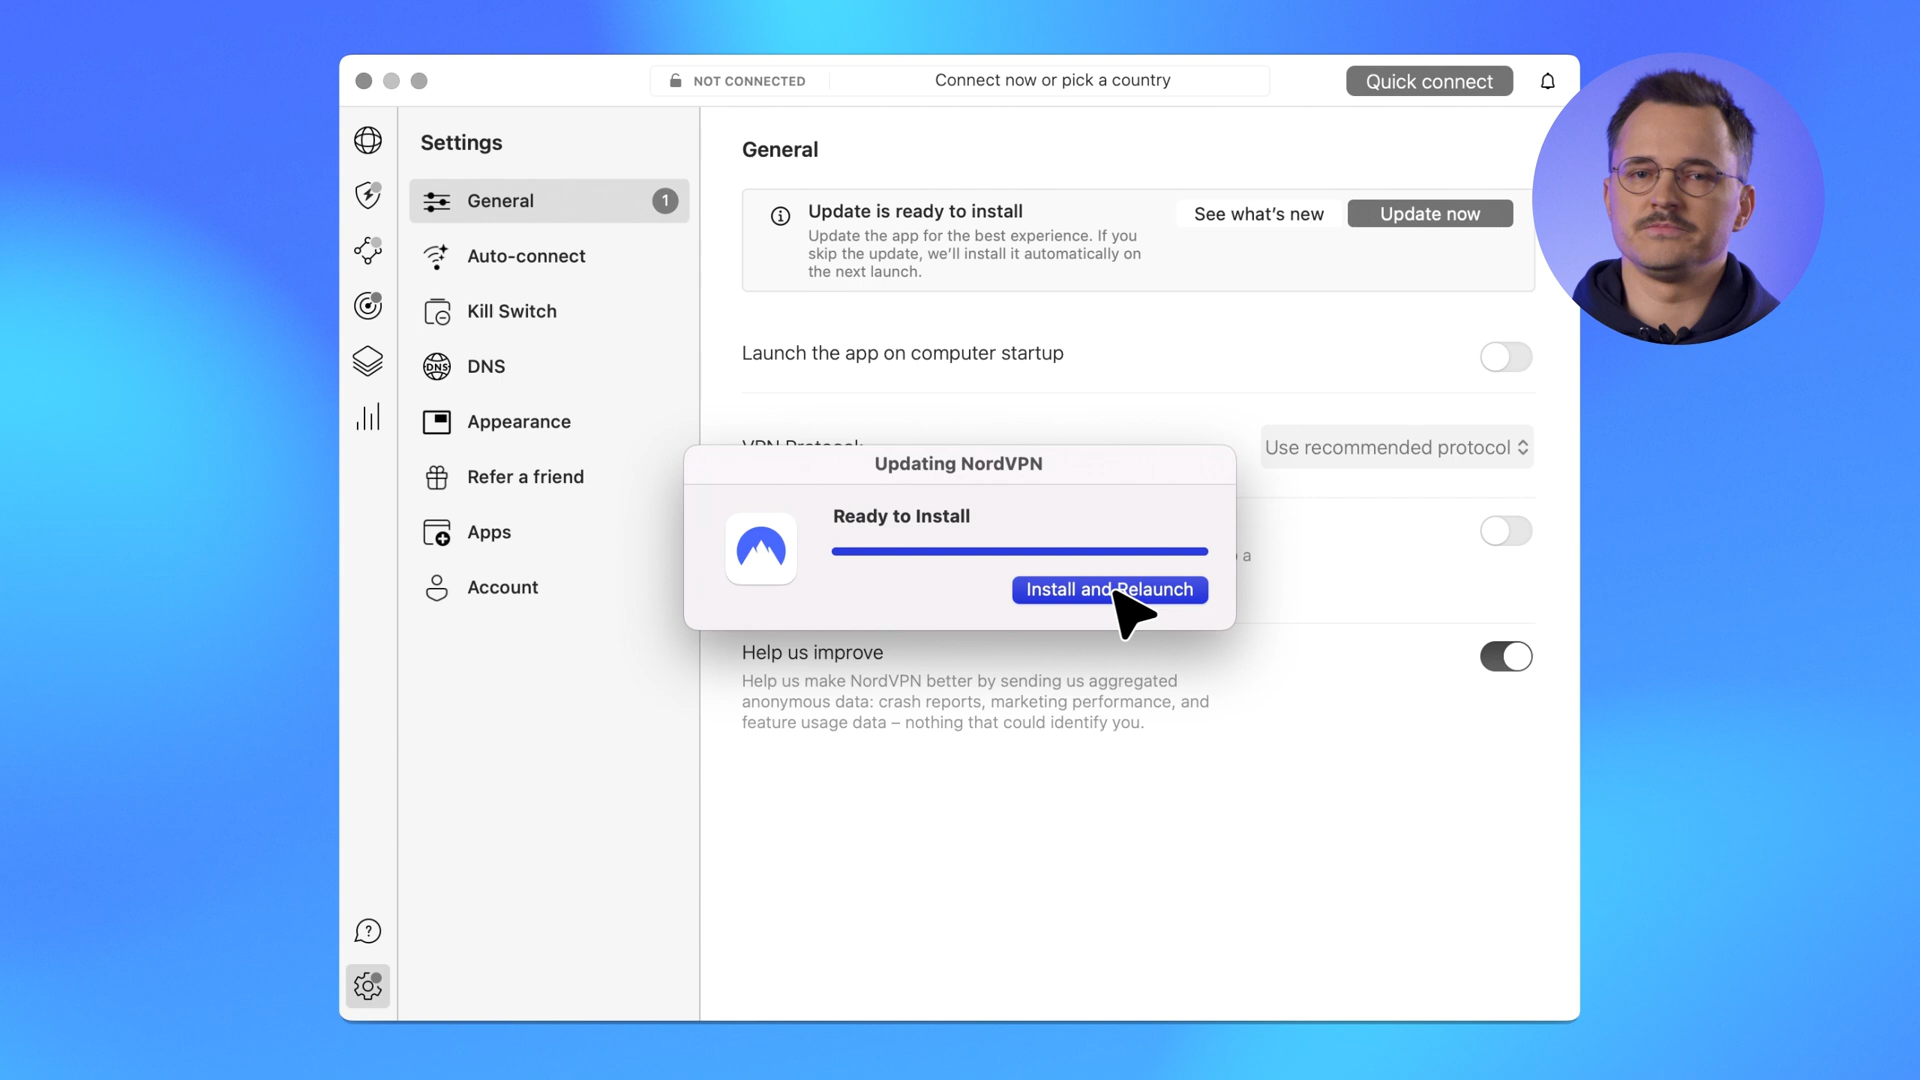 NOT CONNECTED
Connect now or pick a country
Quick connect
Settings
General
1
Auto-connect
Kill Switch
DNS
DNS
Appearance
Refer a friend
Apps
Account
General
Update is ready to install
Update the app for the best experience. If you
skip the update, we'll install it automatically on
the next launch.
See what's new
Update now
Launch the app on computer startup
VPN Protocol
Use recommended protocol
Updating NordVPN
Ready to Install
Install and Relaunch
a
Help us improve
Help us make NordVPN better by sending us aggregated
anonymous data: crash reports, marketing performance, and
feature usage data – nothing that could identify you.
?